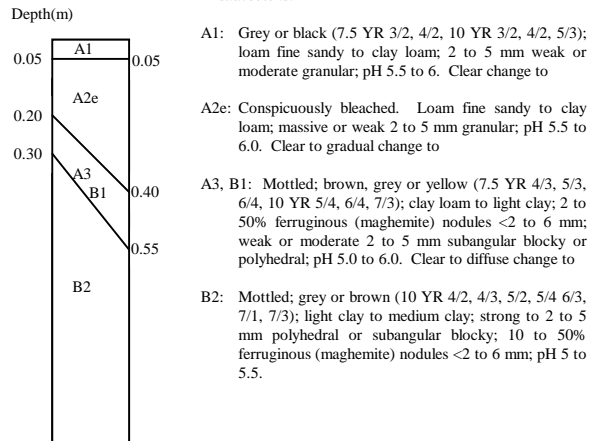 Depth(m)
A1
0.05
0.05
A2e
0.20
0.30
A3
B1
0.40
0.55
B2
A1: Grey or black (7.5 YR 3/2, 4/2, 10 YR 3/2, 4/2, 5/3);
loam fine sandy to clay loam; 2 to 5 mm weak or
moderate granular; pH 5.5 to 6. Clear change to
A2e: Conspicuously bleached. Loam fine sandy to clay
loam; massive or weak 2 to 5 mm granular; pH 5.5 to
6.0. Clear to gradual change to
A3, B1: Mottled; brown, grey or yellow (7.5 YR 4/3, 5/3,
6/4, 10 YR 5/4, 6/4, 7/3); clay loam to light clay; 2 to
50% ferruginous (maghemite) nodules <2 to 6 mm;
weak or moderate 2 to 5 mm subangular blocky or
polyhedral; pH 5.0 to 6.0. Clear to diffuse change to
B2: Mottled; grey or brown (10 YR 4/2, 4/3, 5/2, 5/4 6/3,
7/1, 7/3); light clay to medium clay; strong to 2 to 5
mm polyhedral or subangular blocky; 10 to 50%
ferruginous (maghemite) nodules <2 to 6 mm; pH 5 to
5.5.